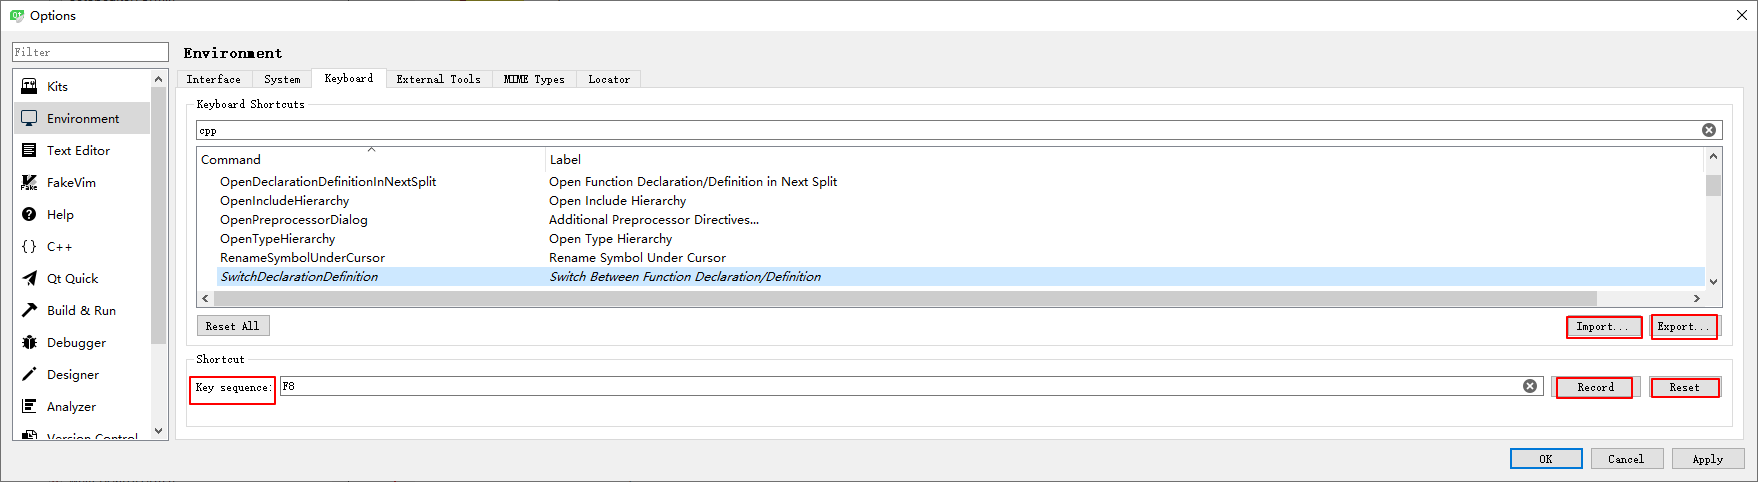 Options
Filter
Kits
Environment
Text Editor
FakeVim
Help
C++
Qt Quick
Build & Run
Debugger
Designer
Analyzer
Version Control
Environment
Interface System Keyboard External Tools MIME Types Locator
Keyboard Shortcuts
cpp
Command Label
OpenDeclarationDefinitionInNextSplit Open Function Declaration/Definition in Next Split
OpenIncludeHierarchy Open Include Hierarchy
OpenPreprocessorDialog Additional Preprocessor Directives...
OpenTypeHierarchy Open Type Hierarchy
RenameSymbolUnderCursor Rename Symbol Under Cursor
SwitchDeclarationDefinition Switch Between Function Declaration/Definition
Reset All Import... Export...
Shortcut
Key sequence: F8 Record Reset
OK Cancel Apply